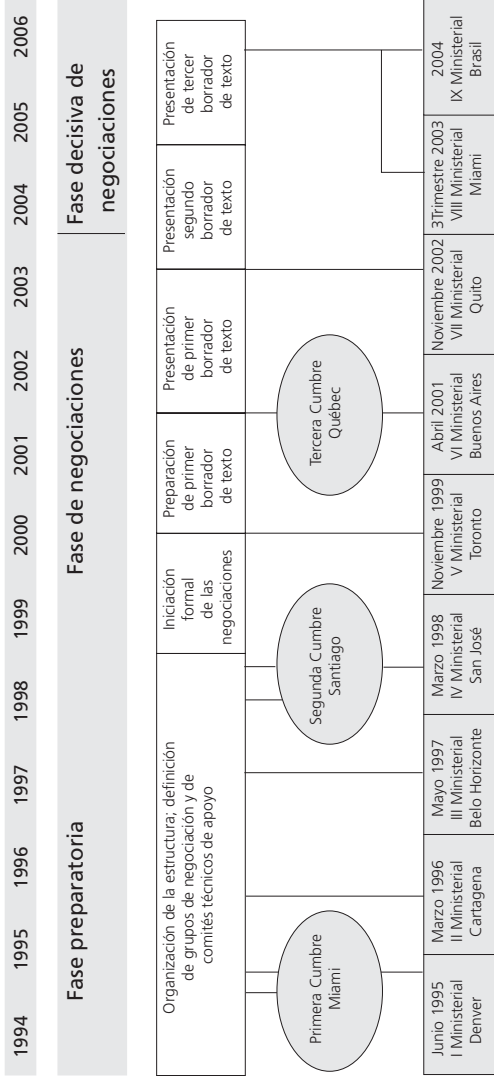 1994 1995 1996 1997 1998 1999 2000 2001 2002 2003 2004 2005 2006
Fase preparatoria
Fase de negociaciones
Fase decisiva de
negociaciones
Organización de la estructura; definición
de grupos de negociación y de
comités técnicos de apoyo
Iniciación
formal
de las
negociaciones
Preparación
de primer
borrador
de texto
Presentación
de primer
borrador
de texto
Presentación
segundo
borrador
de texto
Presentación
de tercer
borrador
de texto
Primera Cumbre
Miami
Segunda Cumbre
Santiago
Tercera Cumbre
Québec
Junio 1995
I Ministerial
Denver
Marzo 1996
II Ministerial
Cartagena
Mayo 1997
III Ministerial
Belo Horizonte
Marzo 1998
IV Ministerial
San José
Noviembre 1999
V Ministerial
Toronto
Abril 2001
VI Ministerial
Buenos Aires
Noviembre 2002
VII Ministerial
Quito
3Trimestre 2003
VIII Ministerial
Miami
2004
IX Ministerial
Brasil